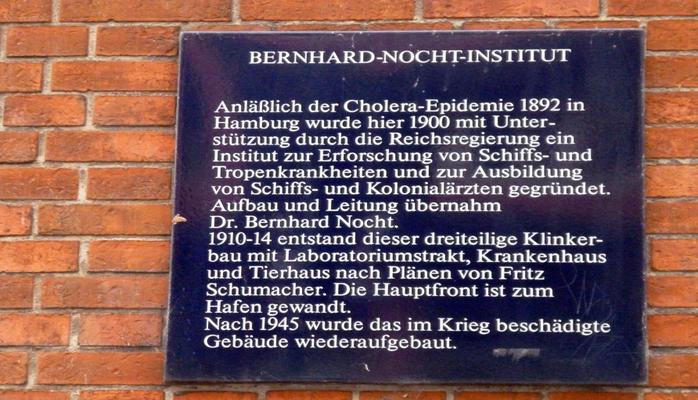 BERNHARD-NOCHT-INSTITUT
Anläßlich der Cholera-Epidemie 1892 in
Hamburg wurde hier 1900 mit Unter-
stützung durch die Reichsregierung ein
Institut zur Erforschung von Schiffs- und
Tropenkrankheiten und zur Ausbildung
von Schiffs- und Kolonialärzten gegründet.
Aufbau und Leitung übernahm
Dr. Bernhard Nocht.
1910-14 entstand dieser dreiteilige Klinker-
bau mit Laboratoriumstrakt, Krankenhaus
und Tierhaus nach Plänen von Fritz
Schumacher. Die Hauptfront ist zum
Hafen gewandt.
Nach 1945 wurde das im Krieg beschädigte
Gebäude wiederaufgebaut.